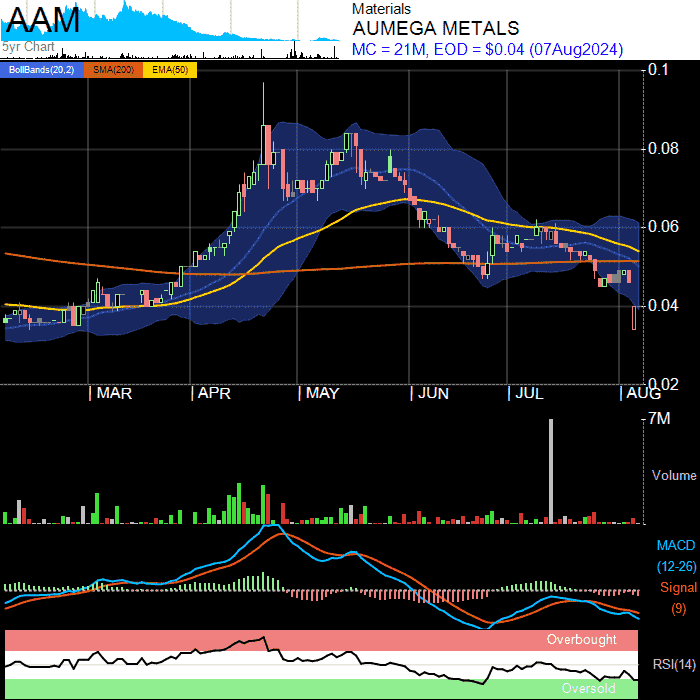 AAM
5yr Chart
Materials
AUMEGA METALS
MC = 21M, EOD = $0.04 (07Aug2024)
BollBands(20,2) SMA(200) EMA(50)
0.1
0.08
0.06
0.04
0.02
MAR APR MAY JUN JUL AUG
7M
Volume
MACD
(12-26)
Signal
(9)
Overbought
RSI(14)
Oversold